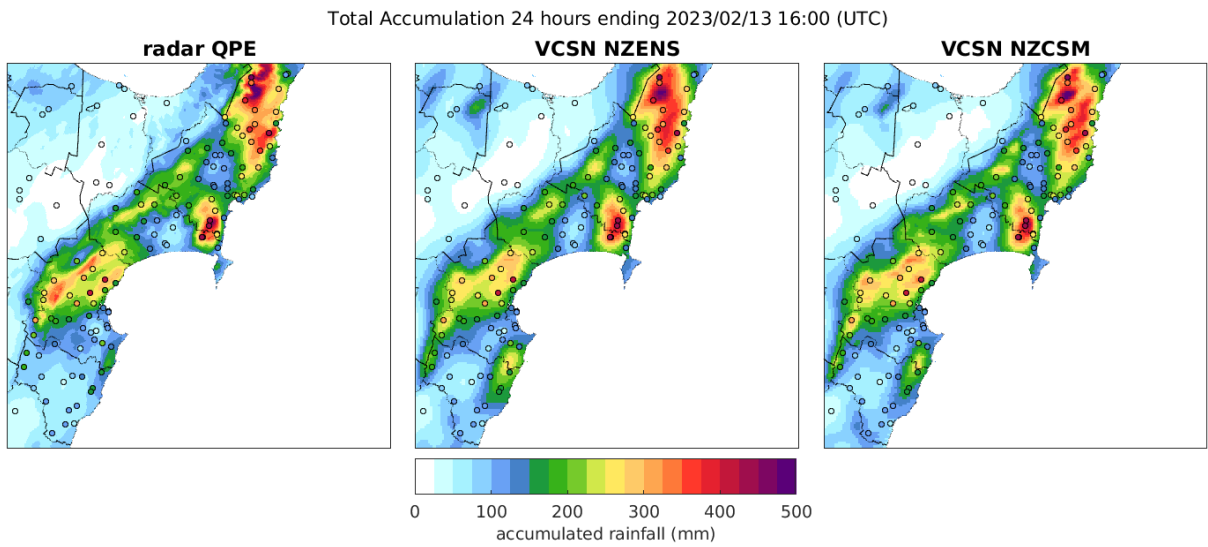 Total Accumulation 24 hours ending 2023/02/13 16:00 (UTC)
radar QPE
VCSN NZENS
VCSN NZCSM
0 100 200 300 400 500
accumulated rainfall (mm)